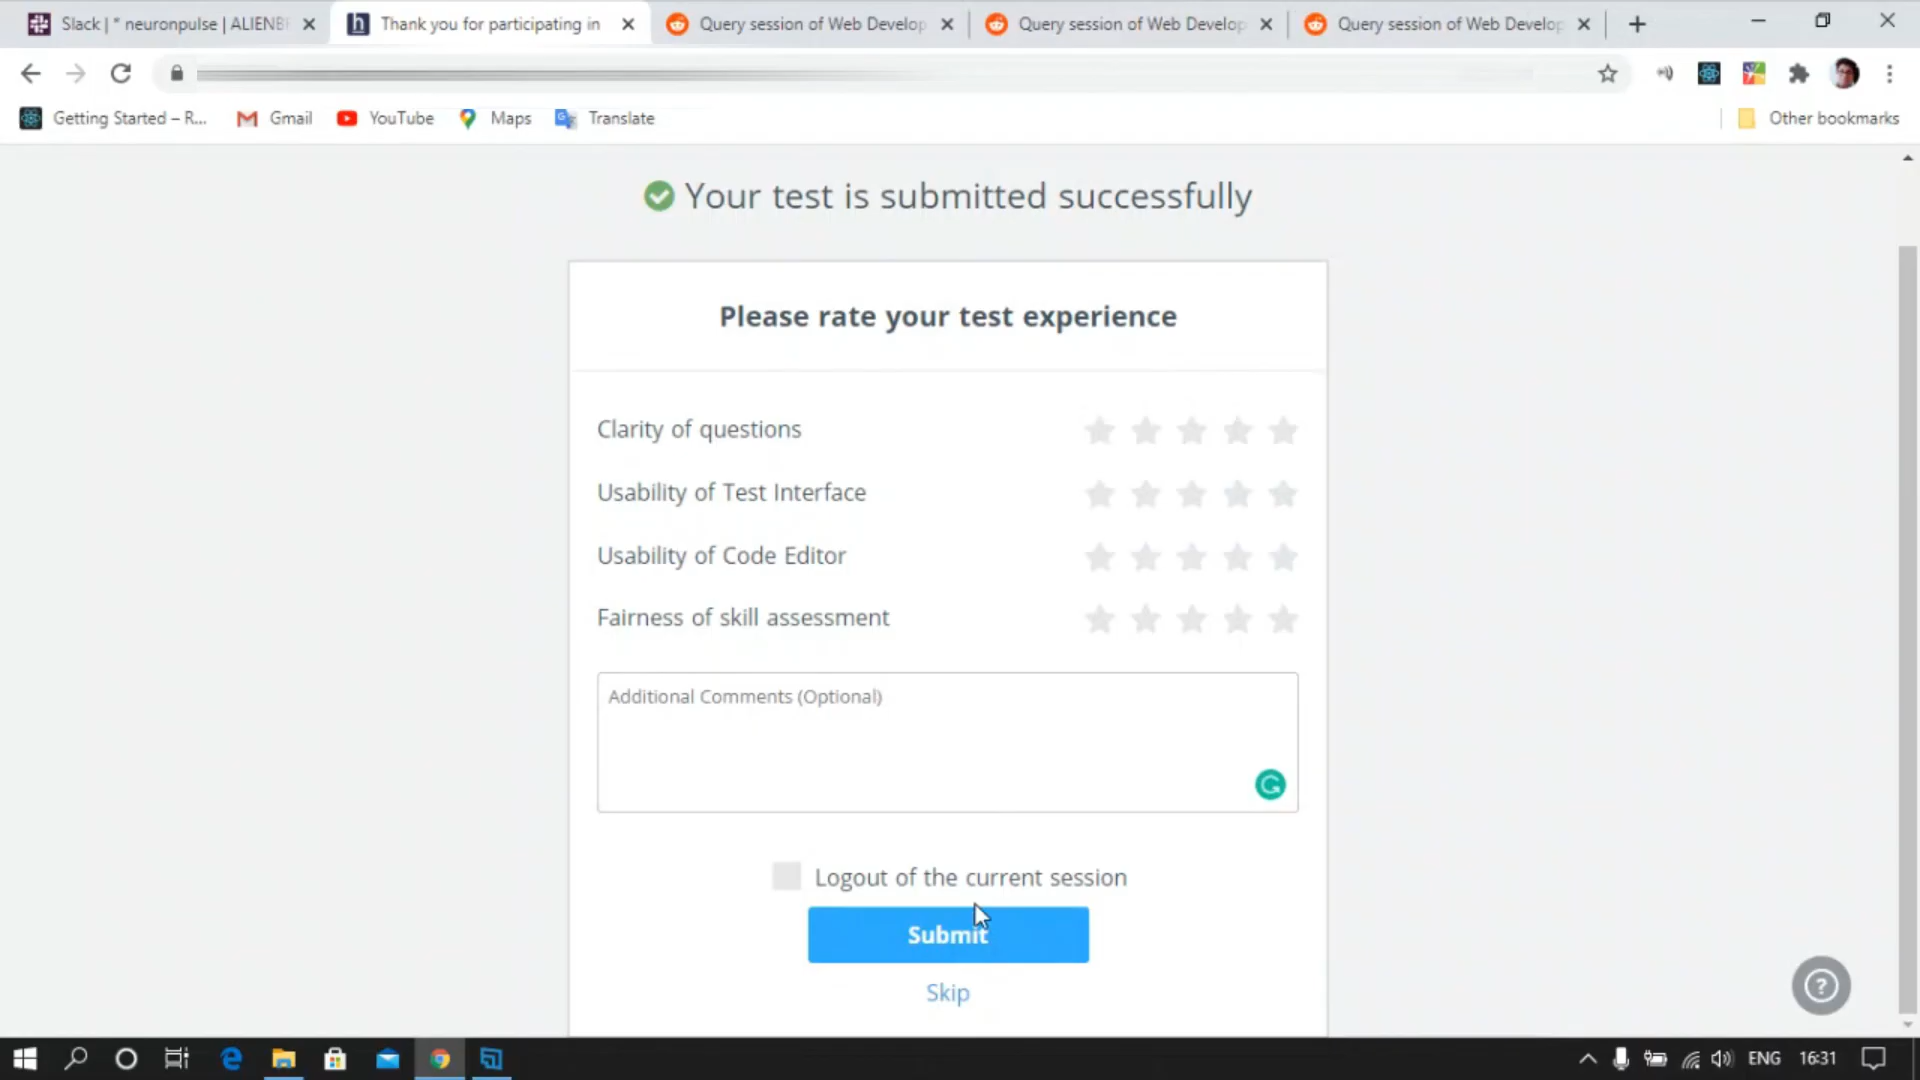 Slack | * neuronpulse | ALIENB
Thank you for participating in
Query session of Web Develop
Query session of Web Develop
Query session of Web Develop
Getting Started – R...
Gmail
YouTube
Maps
Translate
Other bookmarks
Your test is submitted successfully
Please rate your test experience
Clarity of questions
Usability of Test Interface
Usability of Code Editor
Fairness of skill assessment
Additional Comments (Optional)
Logout of the current session
Submit
Skip
ENG
16:31